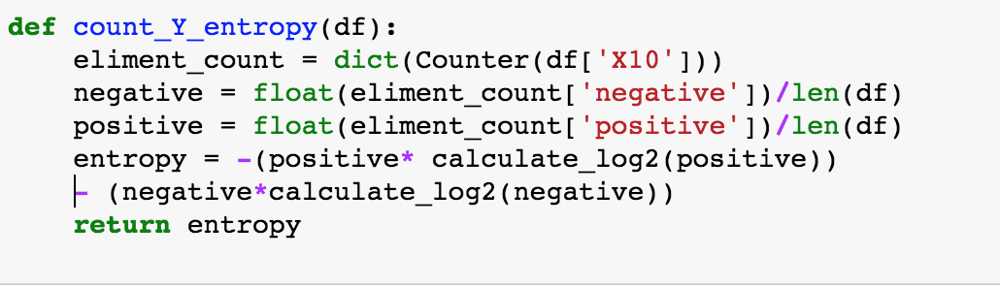 def count_Y_entropy(df):
    eliment_count = dict(Counter(df['X10']))
    negative = float(eliment_count['negative'])/len(df)
    positive = float(eliment_count['positive'])/len(df)
    entropy = -(positive* calculate_log2(positive))
    - (negative*calculate_log2(negative))
    return entropy